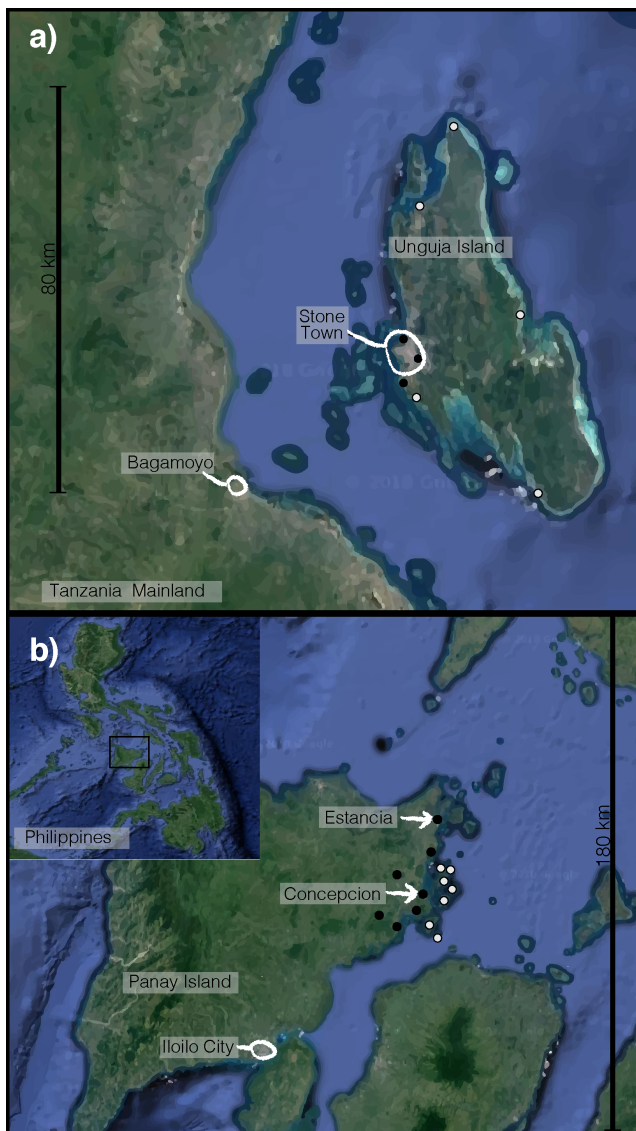 a)
80 km
Unguja Island
Stone
Town
Bagamoyo
Tanzania Mainland
b)
Philippines
180 km
Estancia
Concepcion
Panay Island
Iloilo City